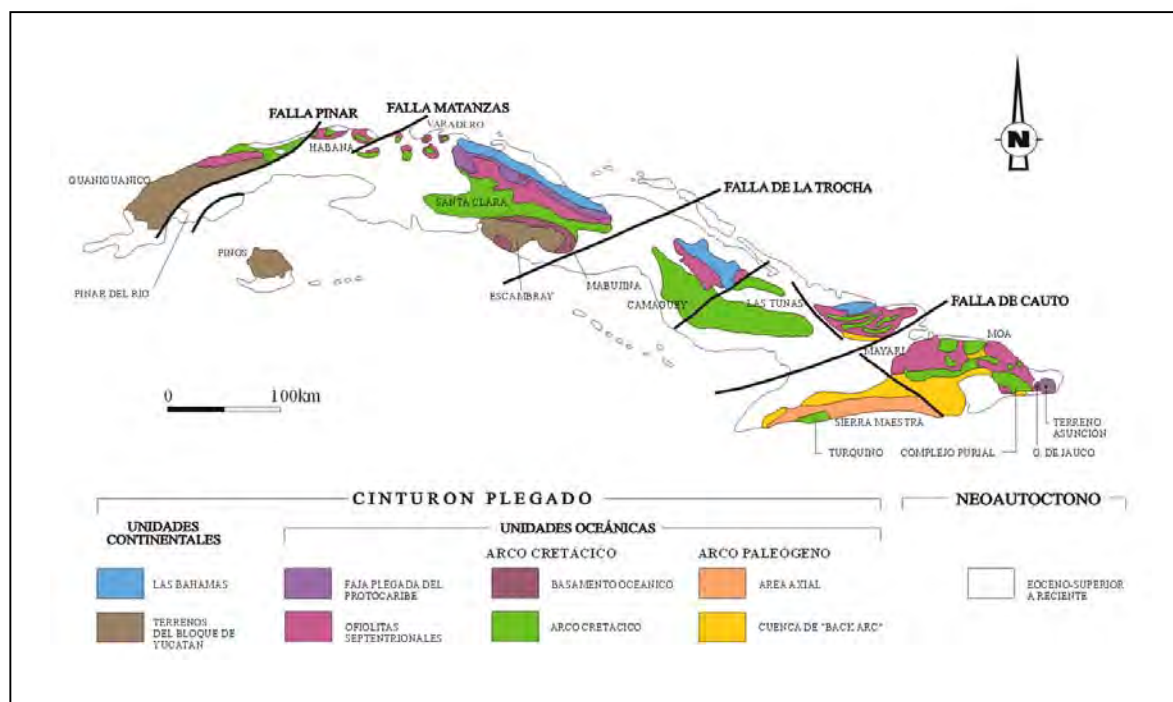 FALLA PINAR
FALLA MATANZAS
VARADERO
HABANA
N
GUANIGUANICO
FALLA DE LA TROCHA
SANTA CLARA
PINOS
PINAR DEL RIO
ESCAMBRAY
MABUJINA
CAMAGUEY
LAS TUNAS
FALLA DE CAUTO
MOA
MAYARI
0 100km
SIERRA MAESTRA
TERRENO
ASUNCIÓN
TURQUINO
COMPLEJO PURIAL
G. DE JAUCO
CINTURON PLEGADO
NEOAUTOCTONO
UNIDADES
CONTINENTALES
UNIDADES OCEÁNICAS
ARCO CRETÁCICO
ARCO PALEÓGENO
LAS BAHAMAS
FAJA PLEGADA DEL
PROTOCARIBE
BASAMENTO OCEANICO
AREA AXIAL
EOCENO-SUPERIOR
A RECIENTE
TERRENOS
DEL BLOQUE DE
YUCATAN
OFIOLITAS
SEPTENTRIONALES
ARCO CRETACICO
CUENCA DE "BACK ARC"